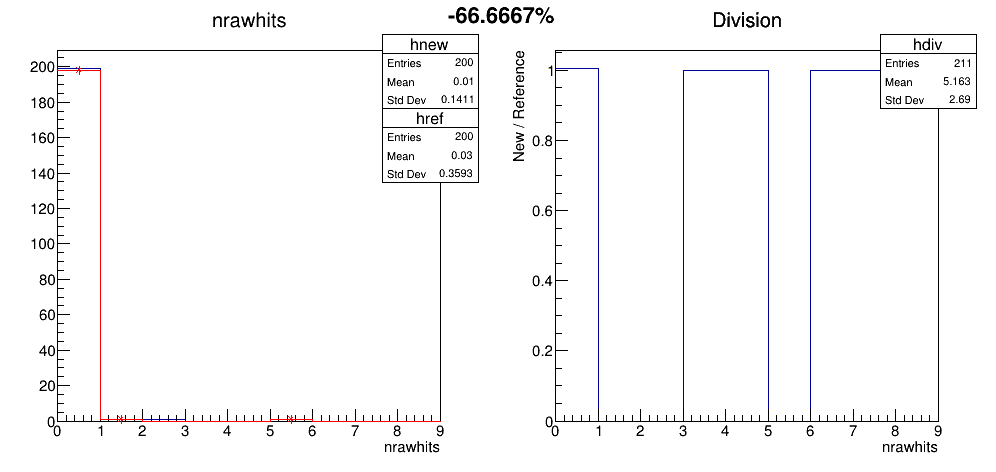 -66.6667%
nrawhits
hnew
Entries 200
Mean 0.01
Std Dev 0.1411
href
Entries 200
Mean 0.03
Std Dev 0.3593
200
180
160
140
120
100
80
60
40
20
0
0 1 2 3 4 5 6 7 8 9
nrawhits
Division
hdiv
Entries 211
Mean 5.163
Std Dev 2.69
New / Reference
1
0.8
0.6
0.4
0.2
0
0 1 2 3 4 5 6 7 8 9
nrawhits